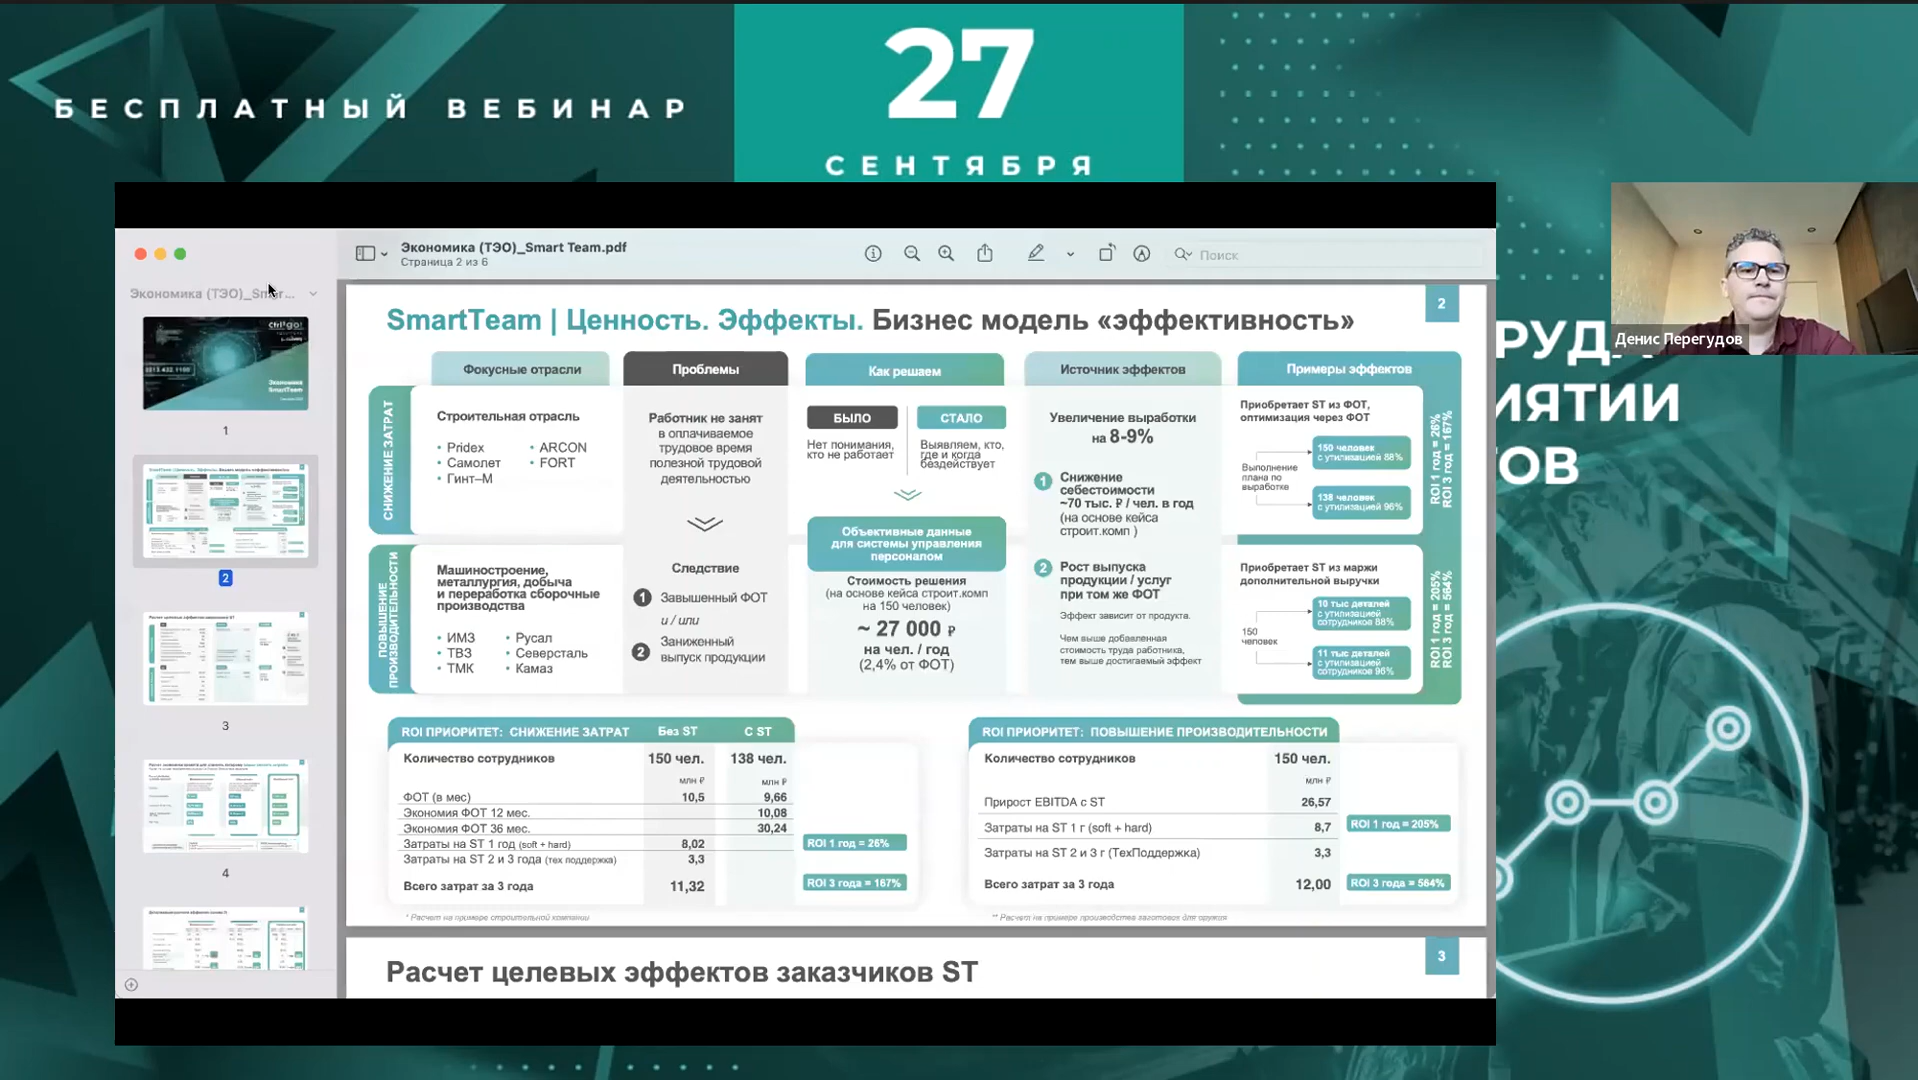 БЕСПЛАТНЫЙ ВЕБИНАР
27
СЕНТЯБРЯ
Денис Перегудов
Экономика (ТЭО)_Smart Team.pdf
Страница 2 из 6
Поиск
Экономика (ТЭО)_Smar...
1
2
3
4
SmartTeam | Ценность. Эффекты. Бизнес модель «эффективность»
2
Фокусные отрасли
Проблемы
Как решаем
Источник эффектов
Примеры эффектов
СНИЖЕНИЕ ЗАТРАТ
Строительная отрасль
• Pridex
• Самолет
• Гинт–М
• ARCON
• FORT
Работник не занят
в оплачиваемое
трудовое время
полезной трудовой
деятельностью
БЫЛО
Нет понимания,
кто не работает
СТАЛО
Выявляем, кто,
где и когда
бездействует
Увеличение выработки
на 8-9%
1 Снижение
себестоимости
~70 тыс. ₽ / чел. в год
(на основе кейса
строит.комп )
Приобретает ST из ФОТ,
оптимизация через ФОТ
Выполнение
плана по
выработке
150 человек
с утилизацией 88%
138 человек
с утилизацией 96%
ROI 1 год = 26%
ROI 3 год = 167%
ПОВЫШЕНИЕ
ПРОИЗВОДИТЕЛЬНОСТИ
Машиностроение,
металлургия, добыча
и переработка сборочные
производства
• ИМЗ
• ТВЗ
• ТМК
• Русал
• Северсталь
• Камаз
Следствие
1 Завышенный ФОТ
и / или
2 Заниженный
выпуск продукции
Объективные данные
для системы управления
персоналом
Стоимость решения
(на основе кейса строит.комп
на 150 человек)
~ 27 000 ₽
на чел. / год
(2,4% от ФОТ)
2 Рост выпуска
продукции / услуг
при том же ФОТ
Эффект зависит от продукта.
Чем выше добавленная
стоимость труда работника,
тем выше достигаемый эффект
Приобретает ST из маржи
дополнительной выручки
150
человек
10 тыс деталей
с утилизацией
сотрудников 88%
11 тыс деталей
с утилизацией
сотрудников 96%
ROI 1 год = 205%
ROI 3 год = 564%
ROI ПРИОРИТЕТ: СНИЖЕНИЕ ЗАТРАТ Без ST С ST
Количество сотрудников 150 чел. 138 чел.
млн ₽ млн ₽
ФОТ (в мес) 10,5 9,66
Экономия ФОТ 12 мес. 10,08
Экономия ФОТ 36 мес. 30,24
Затраты на ST 1 год (soft + hard) 8,02
Затраты на ST 2 и 3 года (тех поддержка) 3,3
Всего затрат за 3 года 11,32
ROI 1 год = 26%
ROI 3 года = 167%
* Расчет на примере строительной компании
ROI ПРИОРИТЕТ: ПОВЫШЕНИЕ ПРОИЗВОДИТЕЛЬНОСТИ
Количество сотрудников 150 чел.
млн ₽
Прирост EBITDA с ST 26,57
Затраты на ST 1 г (soft + hard) 8,7
Затраты на ST 2 и 3 г (ТехПоддержка) 3,3
Всего затрат за 3 года 12,00
ROI 1 год = 205%
ROI 3 года = 564%
** Расчет на примере производства заготовок для оружия
Расчет целевых эффектов заказчиков ST
3